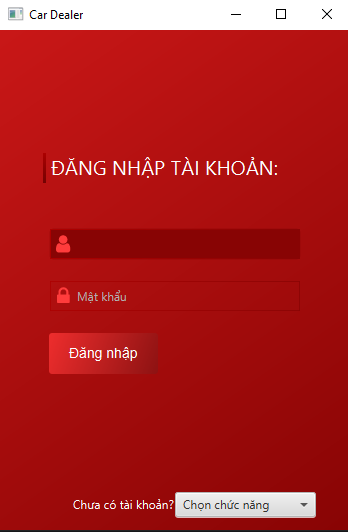 Car Dealer
ĐĂNG NHẬP TÀI KHOẢN:
Mật khẩu
Đăng nhập
Chưa có tài khoản? Chọn chức năng